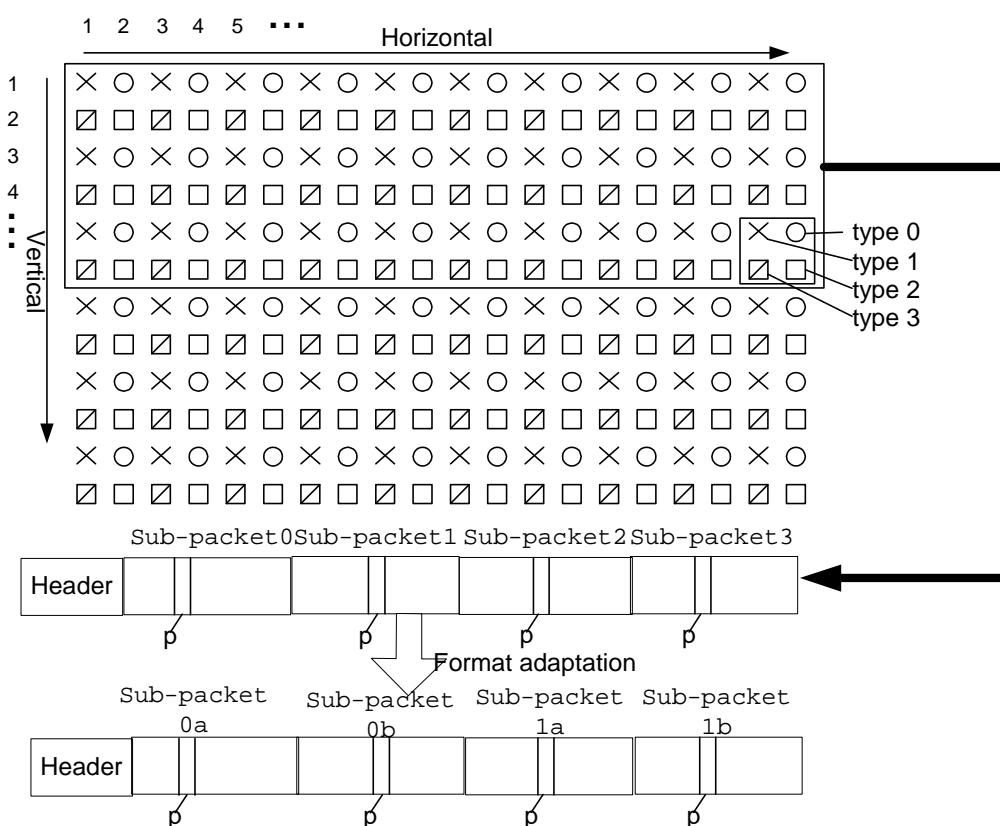 1 2 3 4 5 ...
Horizontal
1
2
3
4
...
Vertical
type 0
type 1
type 2
type 3
Sub-packet0 Sub-packet1 Sub-packet2 Sub-packet3
Header
p p p p
Format adaptation
Sub-packet 0a
Sub-packet 0b
Sub-packet 1a
Sub-packet 1b
Header
p p p p